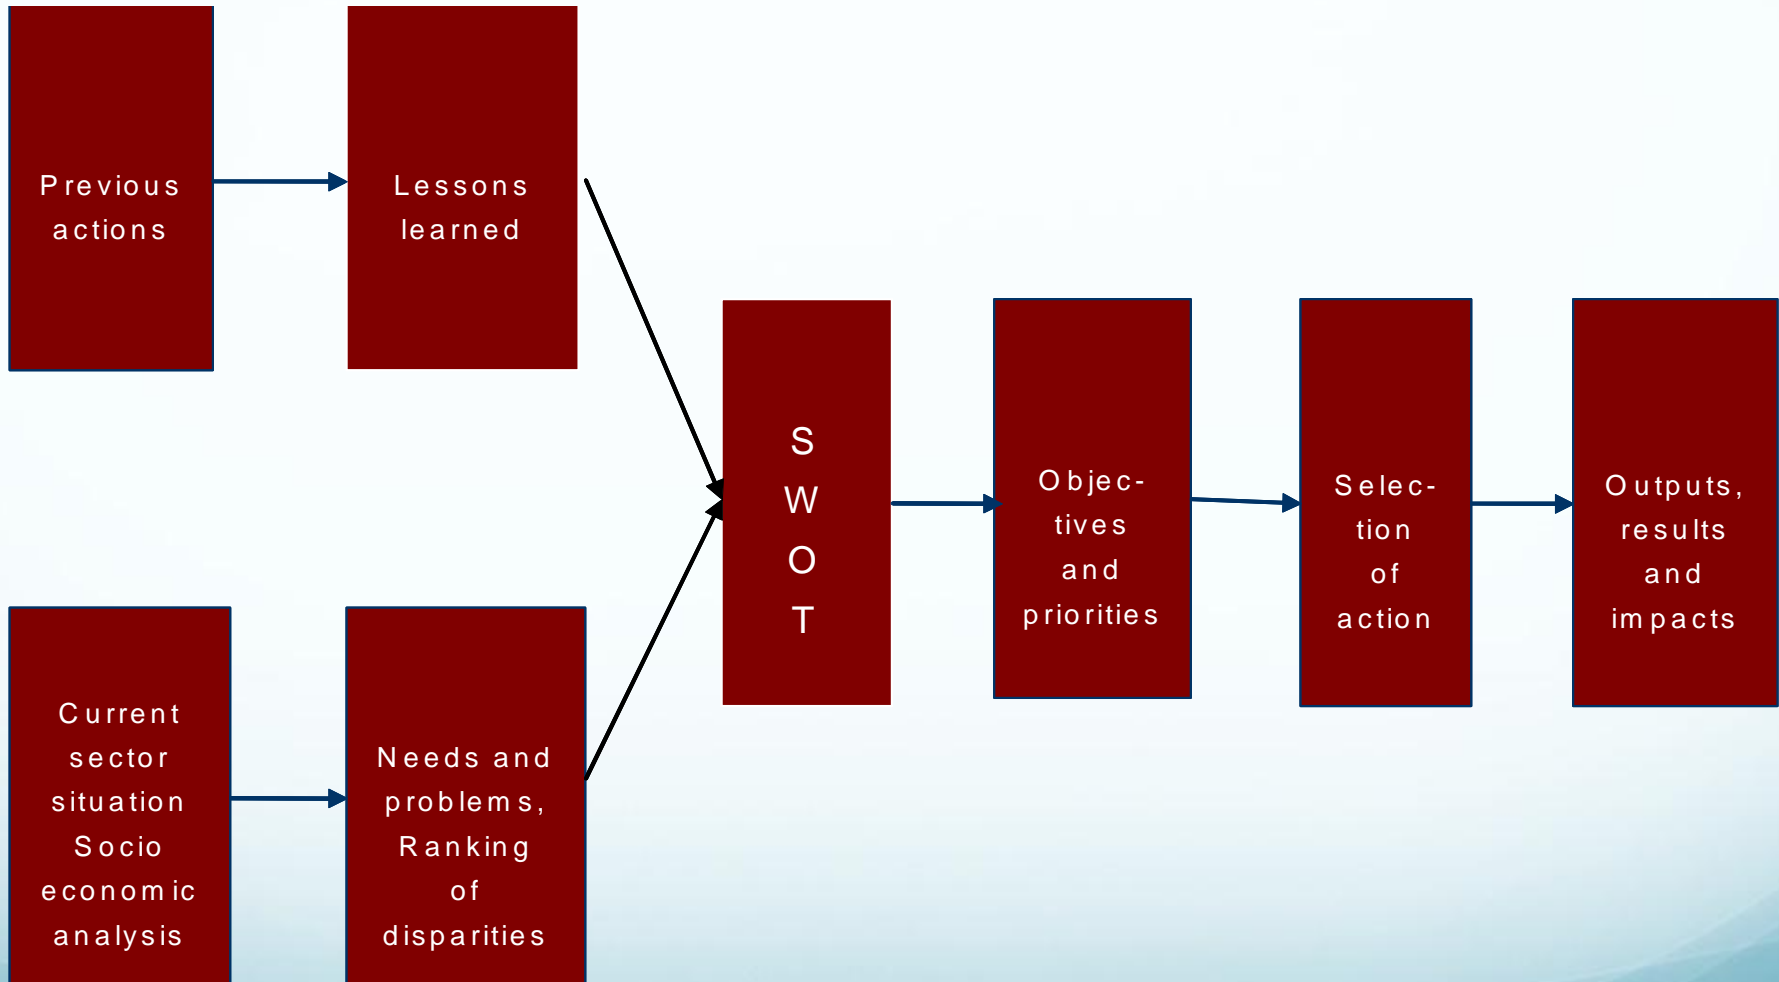 Previous
actions
Lessons
learned
S
W
O
T
Objec-
tives
and
priorities
Selec-
tion
of
action
Outputs,
results
and
impacts
Current
sector
situation
Socio
economic
analysis
Needs and
problems,
Ranking
of
disparities